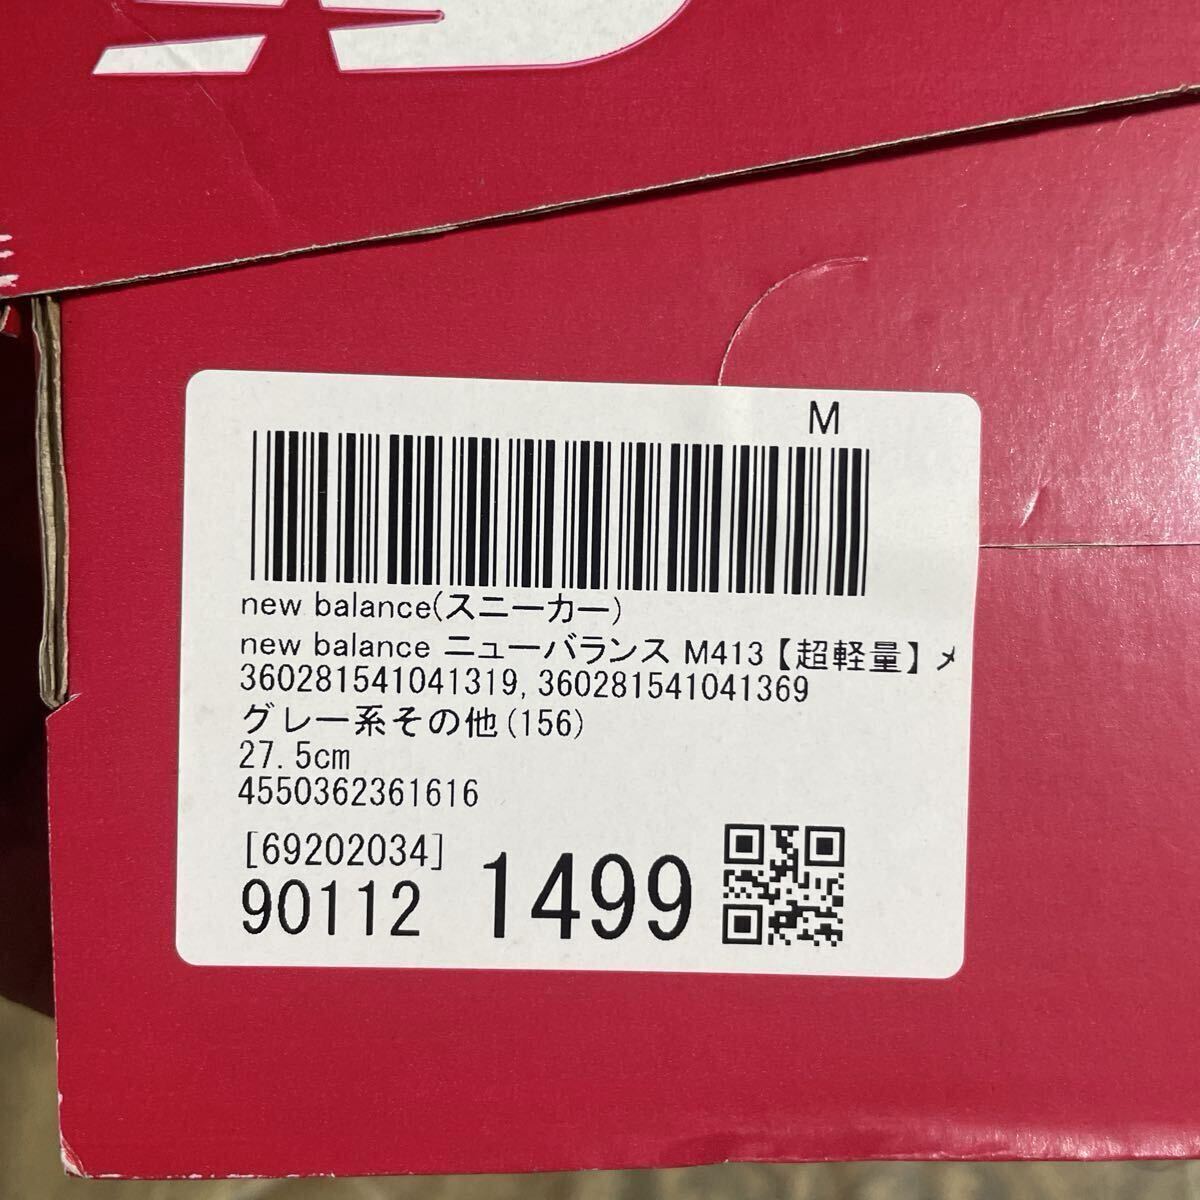 M
new balance(スニーカー)
new balance ニューバランス M413【超軽量】メ
360281541041319,360281541041369
グレー系その他(156)
27.5cm
4550362361616
[69202034]
90112 1499